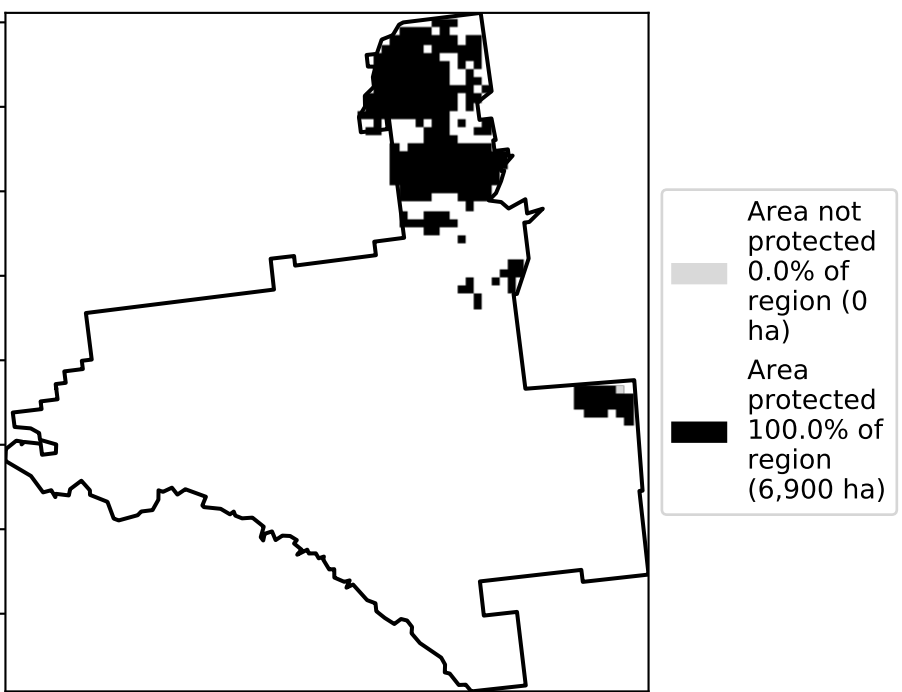 Area not
protected
0.0% of
region (0
ha)
Area
protected
100.0% of
region
(6,900 ha)